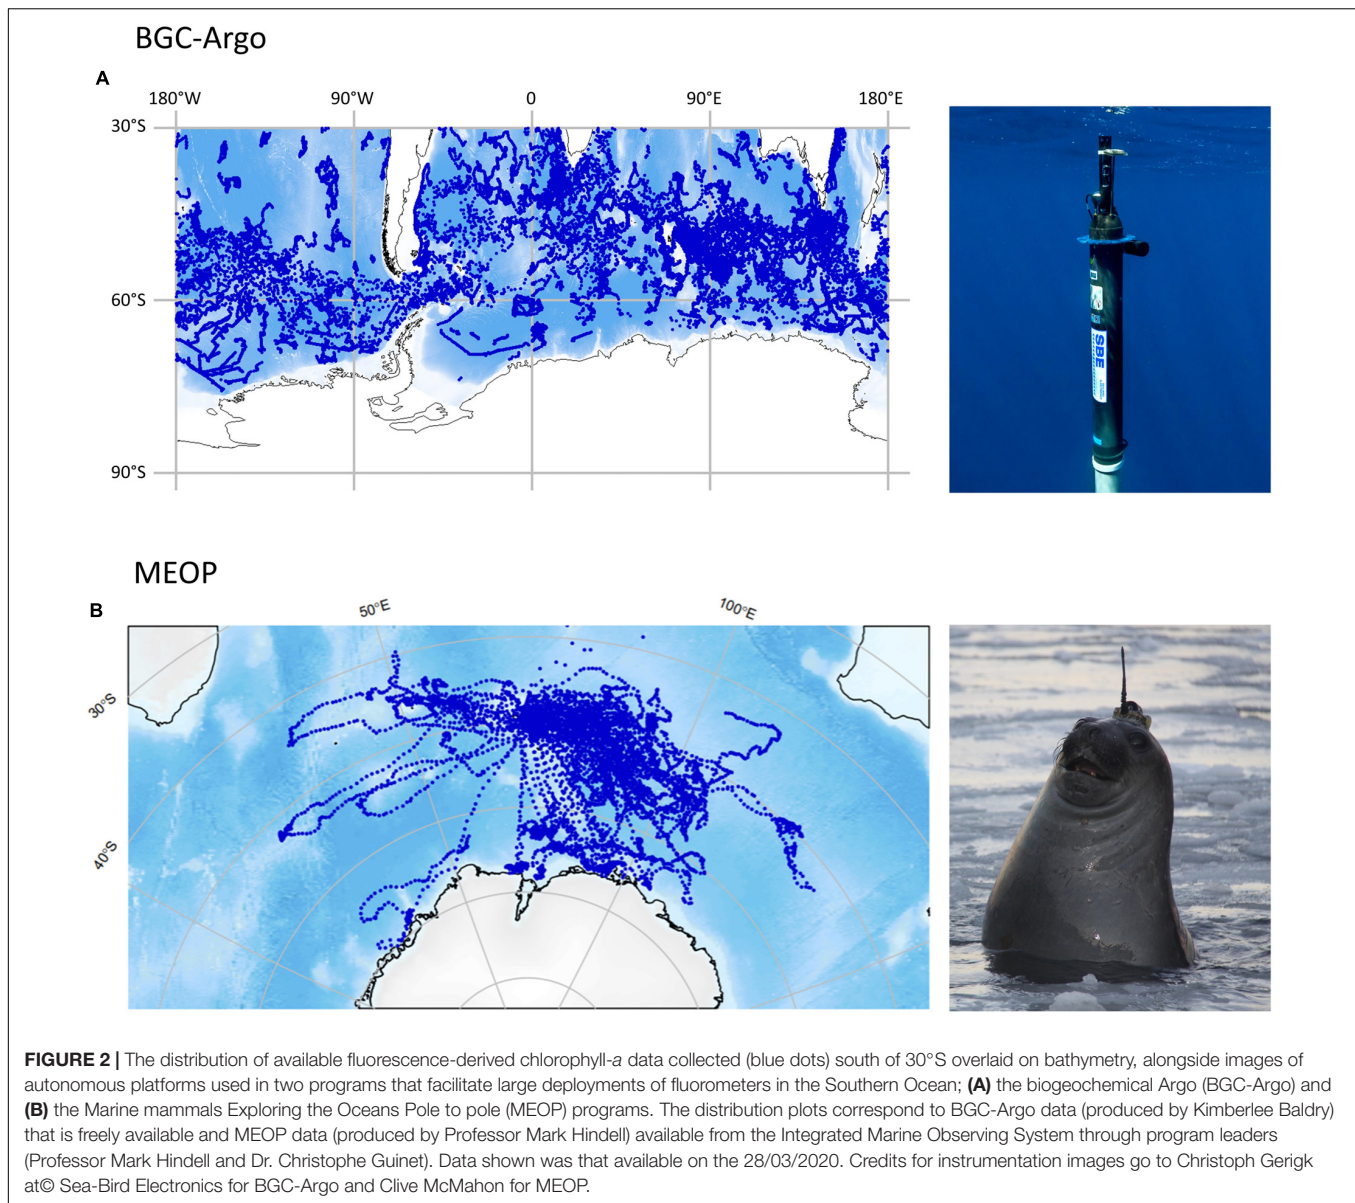 BGC-Argo
A
180°W 90°W 0 90°E 180°E
30°S
60°S
90°S
SBE
MEOP
B
50°E 100°E
30°S
40°S
FIGURE 2 | The distribution of available fluorescence-derived chlorophyll-a data collected (blue dots) south of 30°S overlaid on bathymetry, alongside images of
autonomous platforms used in two programs that facilitate large deployments of fluorometers in the Southern Ocean; (A) the biogeochemical Argo (BGC-Argo) and
(B) the Marine mammals Exploring the Oceans Pole to pole (MEOP) programs. The distribution plots correspond to BGC-Argo data (produced by Kimberlee Baldry)
that is freely available and MEOP data (produced by Professor Mark Hindell) available from the Integrated Marine Observing System through program leaders
(Professor Mark Hindell and Dr. Christophe Guinet). Data shown was that available on the 28/03/2020. Credits for instrumentation images go to Christoph Gerigk
at© Sea-Bird Electronics for BGC-Argo and Clive McMahon for MEOP.